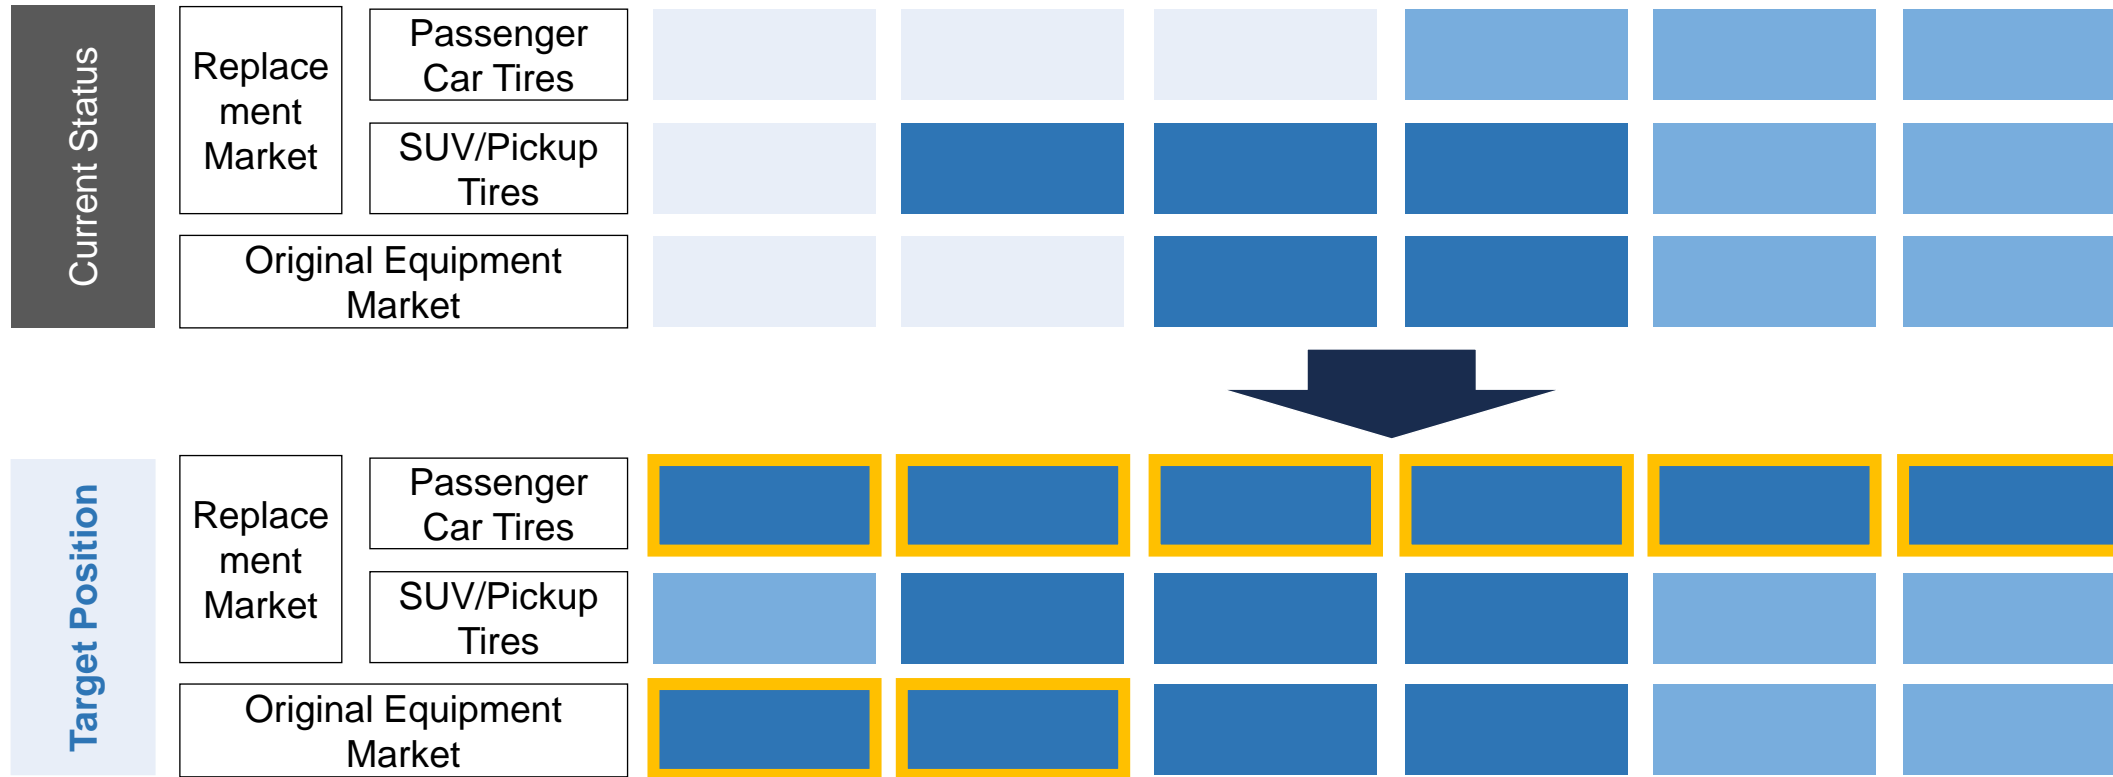 Current Status
Replace
ment
Market
Passenger
Car Tires
SUV/Pickup
Tires
Original Equipment
Market
Target Position
Replace
ment
Market
Passenger
Car Tires
SUV/Pickup
Tires
Original Equipment
Market